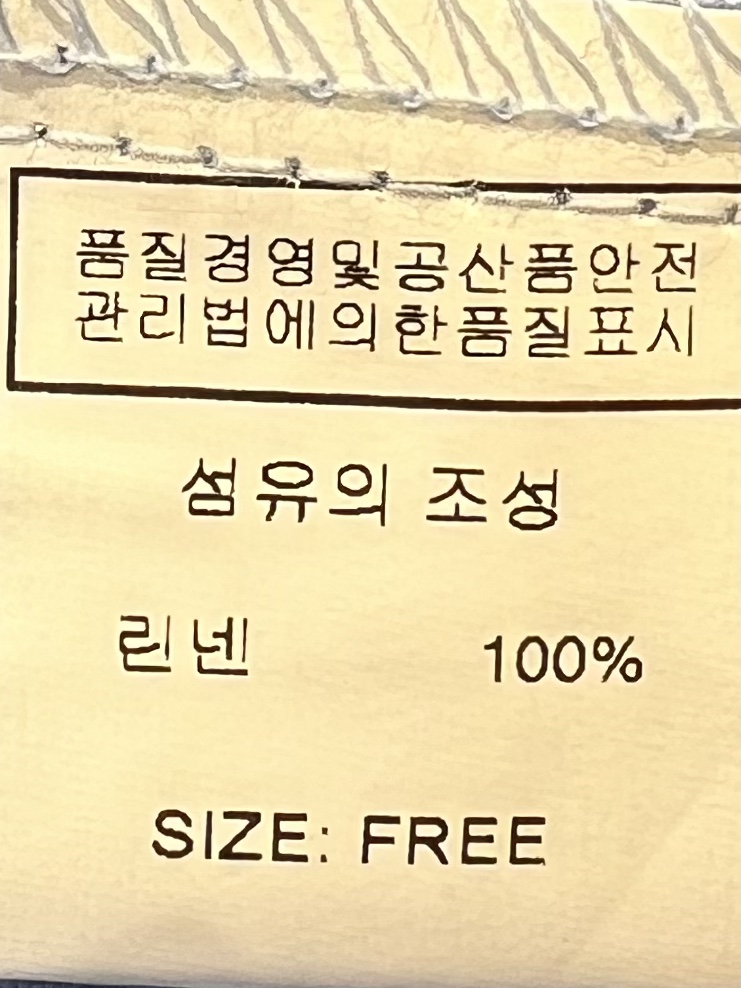 품질경영및공산품안전
관리법에의한품질표시
섬유의 조성
린넨 100%
SIZE: FREE